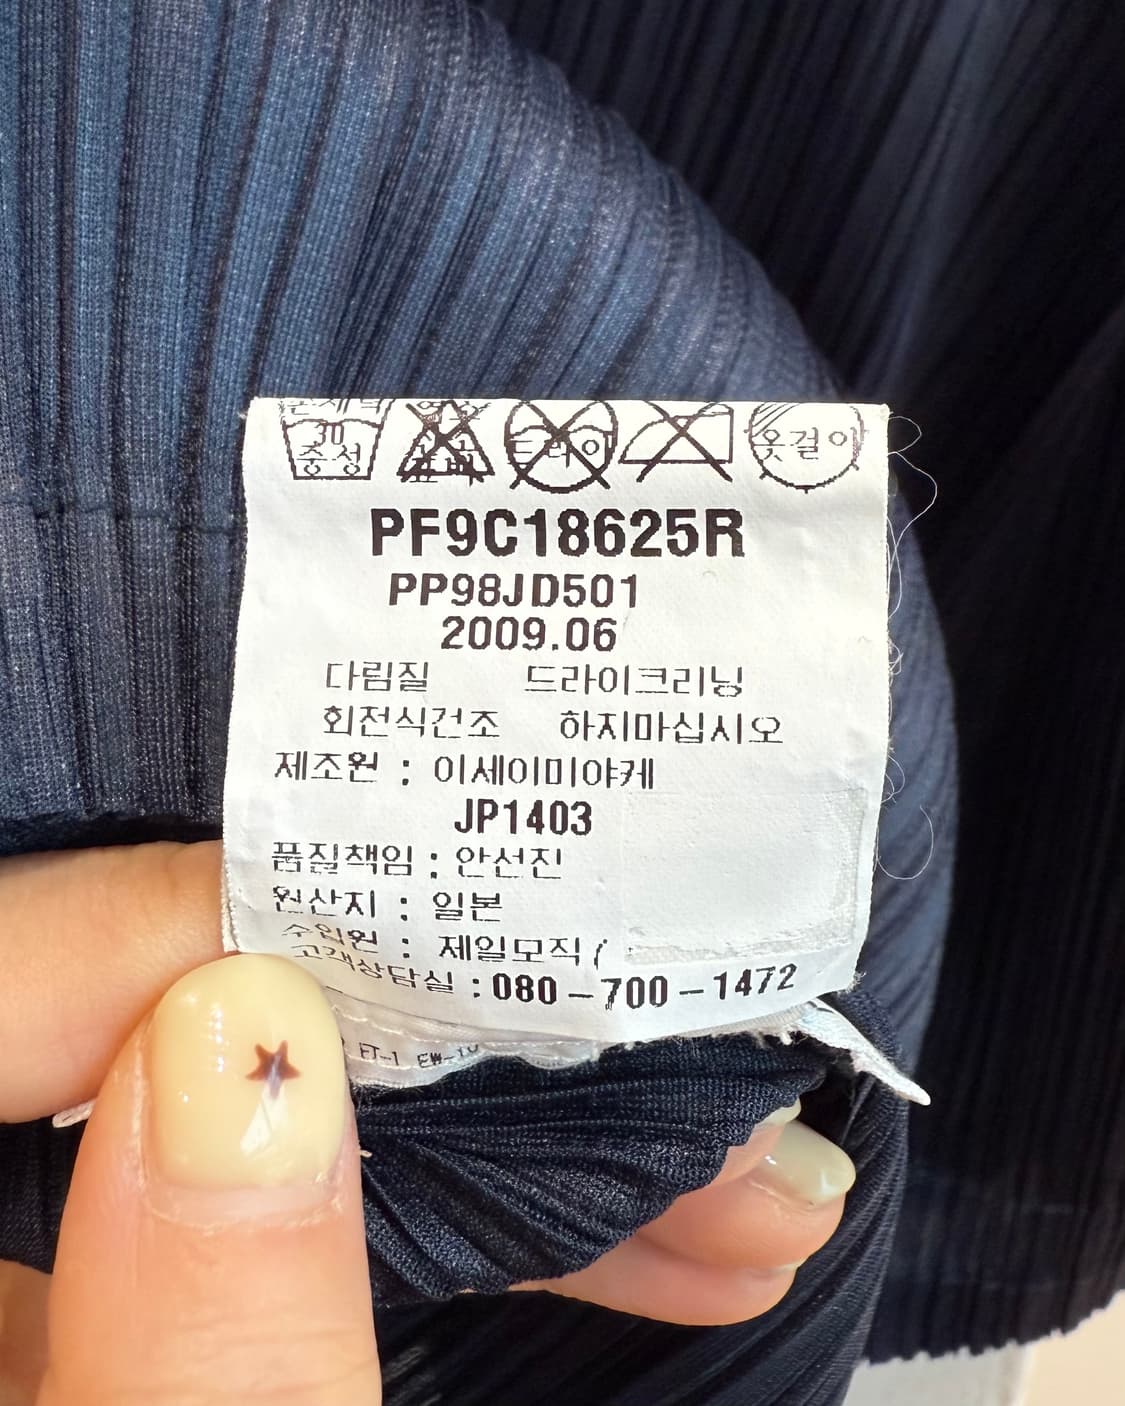 30
중성
드라이
옷걸이
PF9C18625R
PP98JD501
2009.06
다림질 드라이크리닝
회전식건조 하지마십시오
제조원 : 이세이미야케
JP1403
품질책임 : 안선진
원산지 : 일본
수입원 : 제일모직(
고객상담실 : 080-700-1472
FT-1